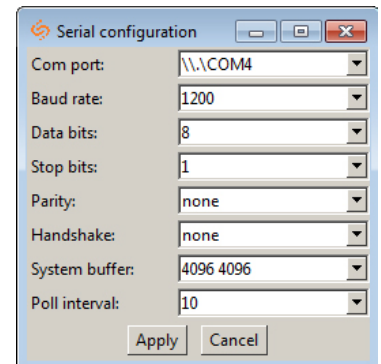 Serial configuration
Com port: \\.\COM4
Baud rate: 1200
Data bits: 8
Stop bits: 1
Parity: none
Handshake: none
System buffer: 4096 4096
Poll interval: 10
Apply Cancel